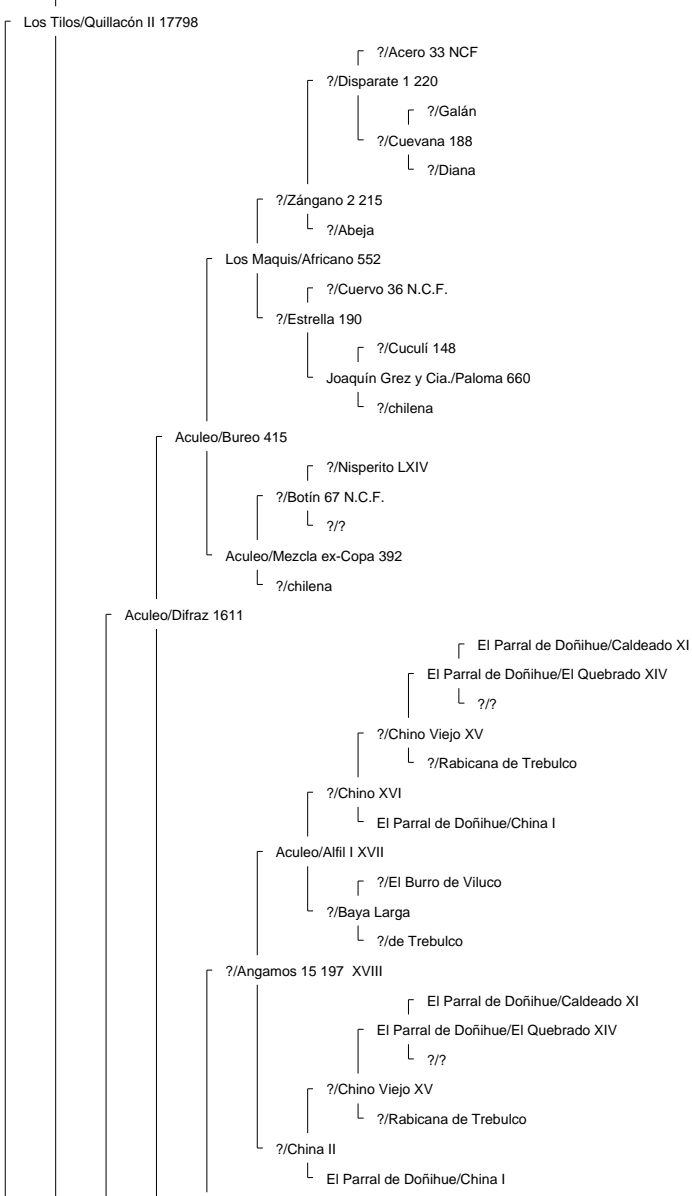 Los Tilos/Quillacón II 17798
?/Acero 33 NCF
?/Disparate 1 220
?/Galán
?/Cuevana 188
?/Diana
?/Zángano 2 215
?/Abeja
Los Maquis/Africano 552
?/Cuervo 36 N.C.F.
?/Estrella 190
?/Cuculí 148
Joaquín Grez y Cia./Paloma 660
?/chilena
Aculeo/Bureo 415
?/Nisperito LXIV
?/Botín 67 N.C.F.
?/?
Aculeo/Mezcla ex-Copa 392
?/chilena
Aculeo/Difraz 1611
El Parral de Doñihue/Caldeado XI
El Parral de Doñihue/El Quebrado XIV
?/?
?/Chino Viejo XV
?/Rabicana de Trebulco
?/Chino XVI
El Parral de Doñihue/China I
Aculeo/Alfil I XVII
?/El Burro de Viluco
?/Baya Larga
?/de Trebulco
?/Angamos 15 197 XVIII
El Parral de Doñihue/Caldeado XI
El Parral de Doñihue/El Quebrado XIV
?/?
?/Chino Viejo XV
?/Rabicana de Trebulco
?/China II
El Parral de Doñihue/China I